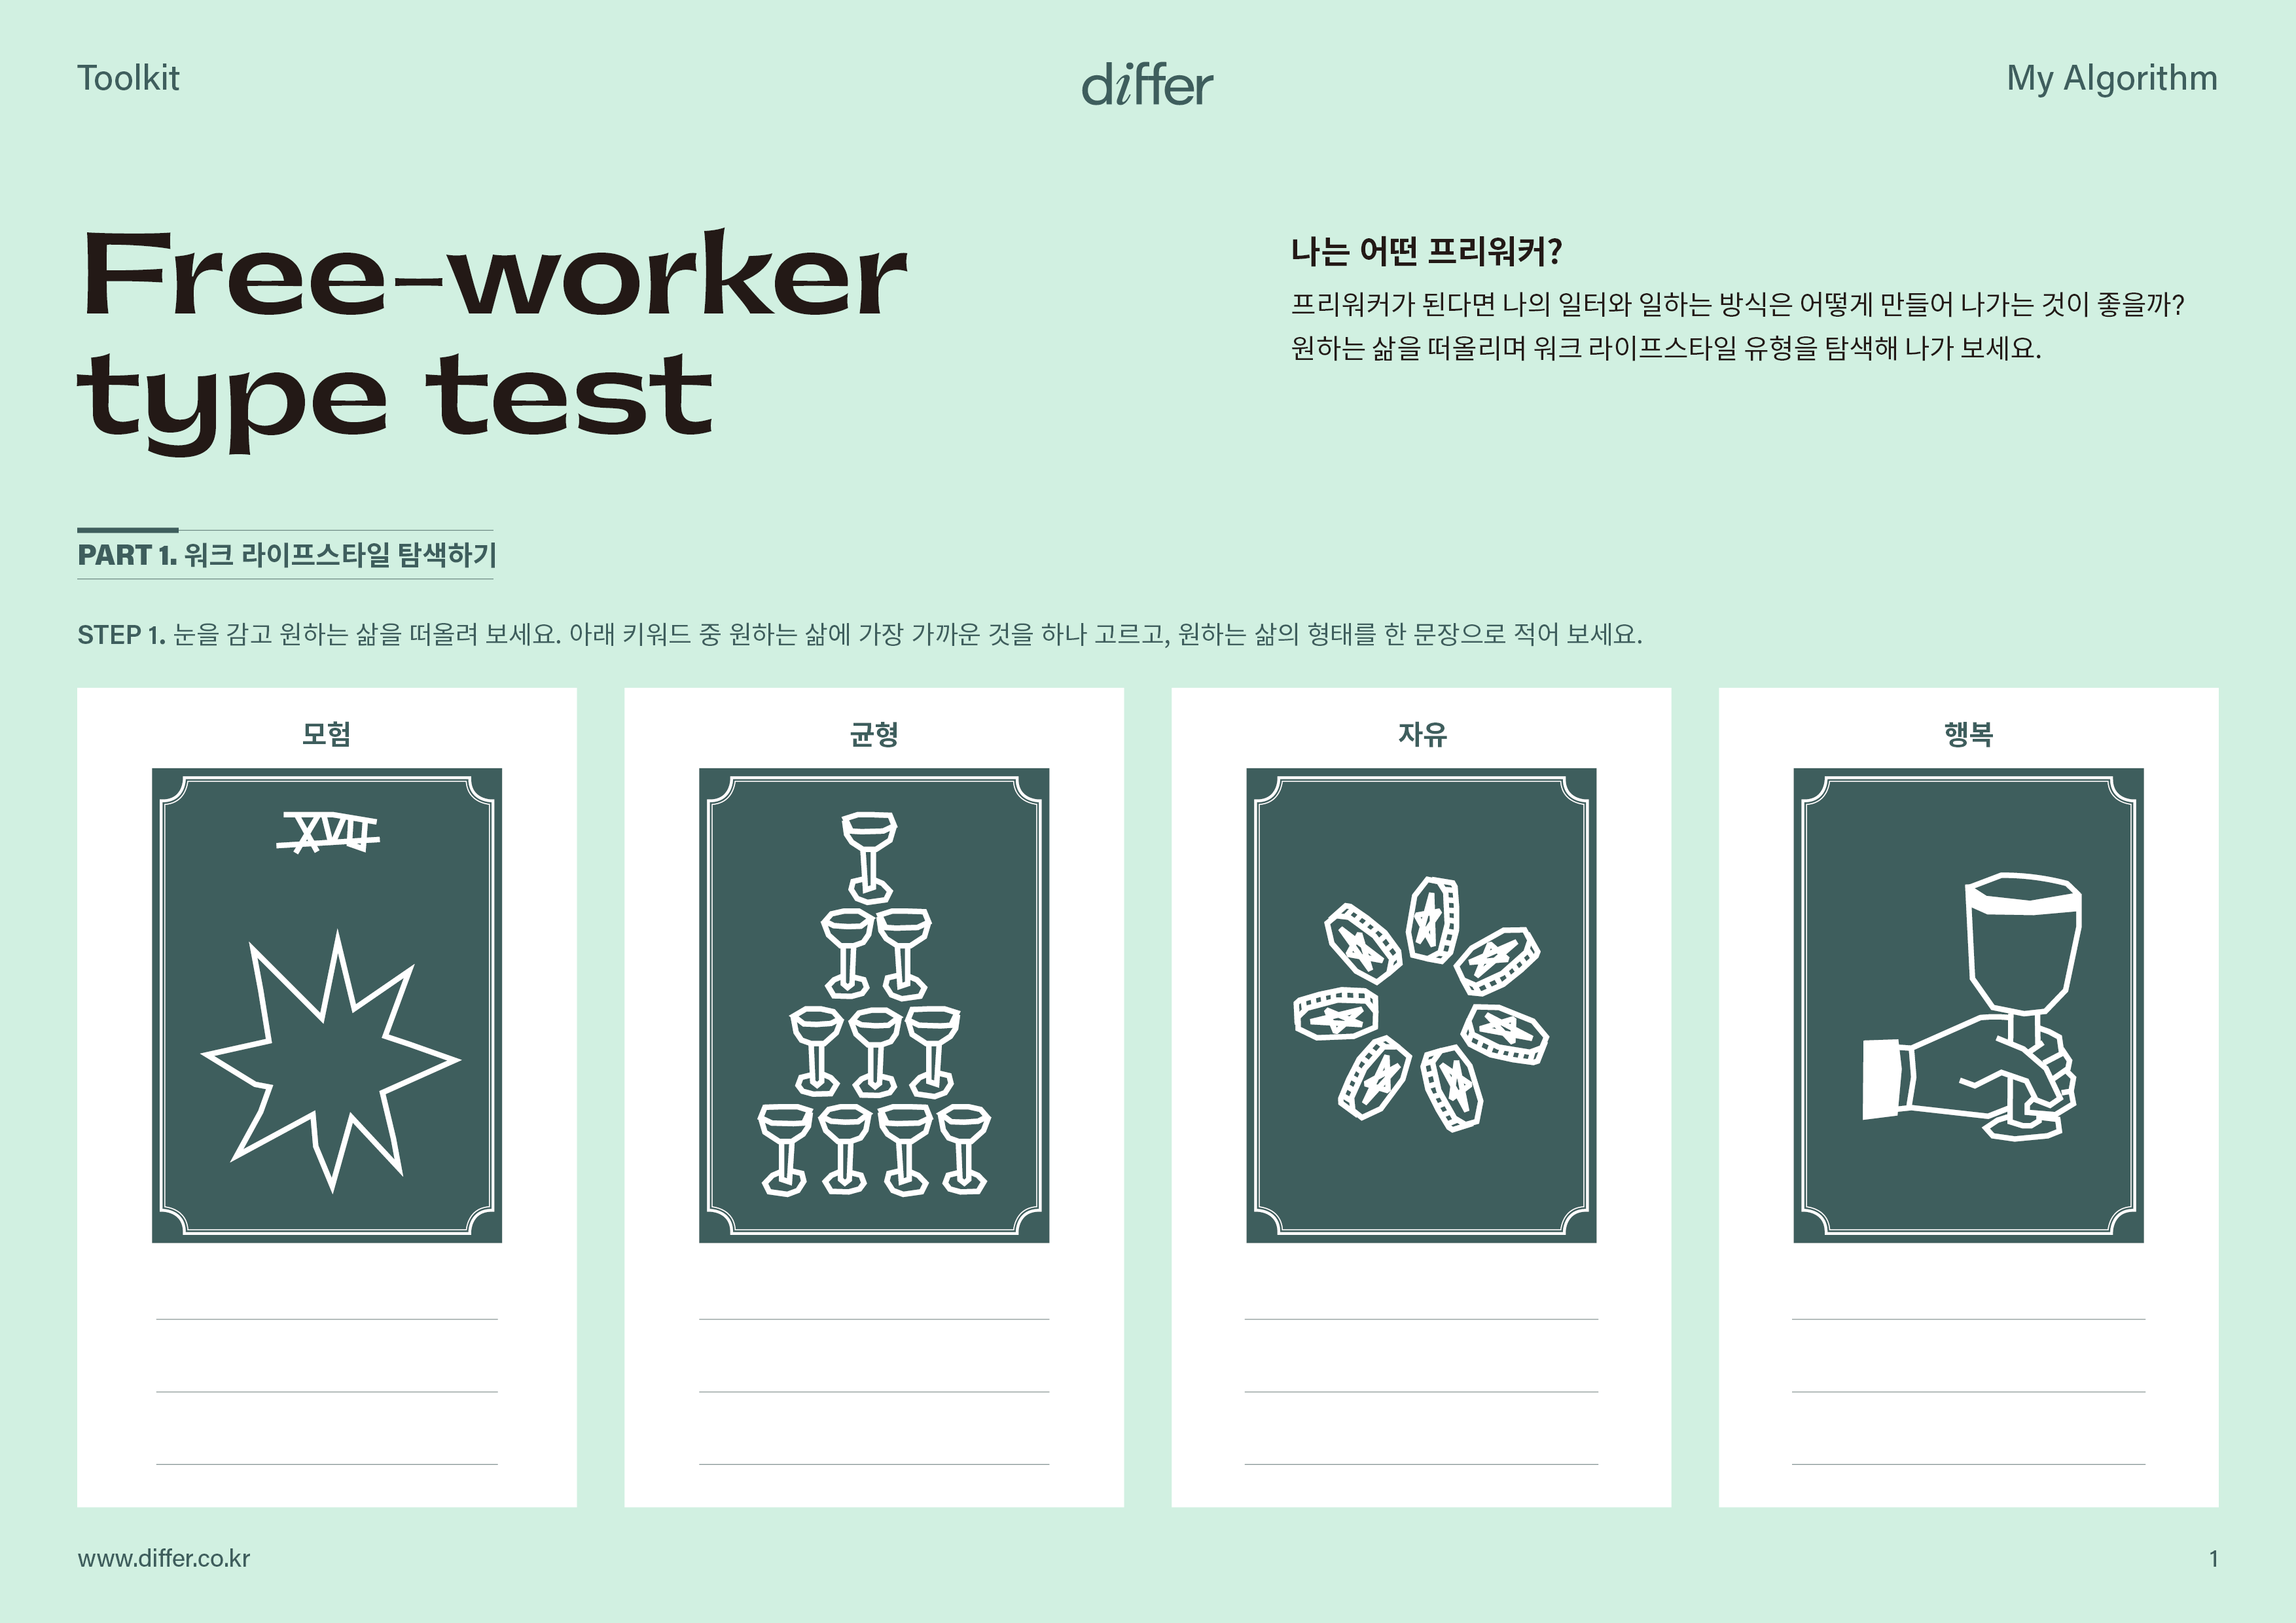 Toolkit
differ
My Algorithm
Free-worker
type test
나는 어떤 프리워커?
프리워커가 된다면 나의 일터와 일하는 방식은 어떻게 만들어 나가는 것이 좋을까?
원하는 삶을 떠올리며 워크 라이프스타일 유형을 탐색해 나가 보세요.
PART 1. 워크 라이프스타일 탐색하기
STEP 1. 눈을 감고 원하는 삶을 떠올려 보세요. 아래 키워드 중 원하는 삶에 가장 가까운 것을 하나 고르고, 원하는 삶의 형태를 한 문장으로 적어 보세요.
모험
XVII
균형
자유
행복
www.differ.co.kr
1